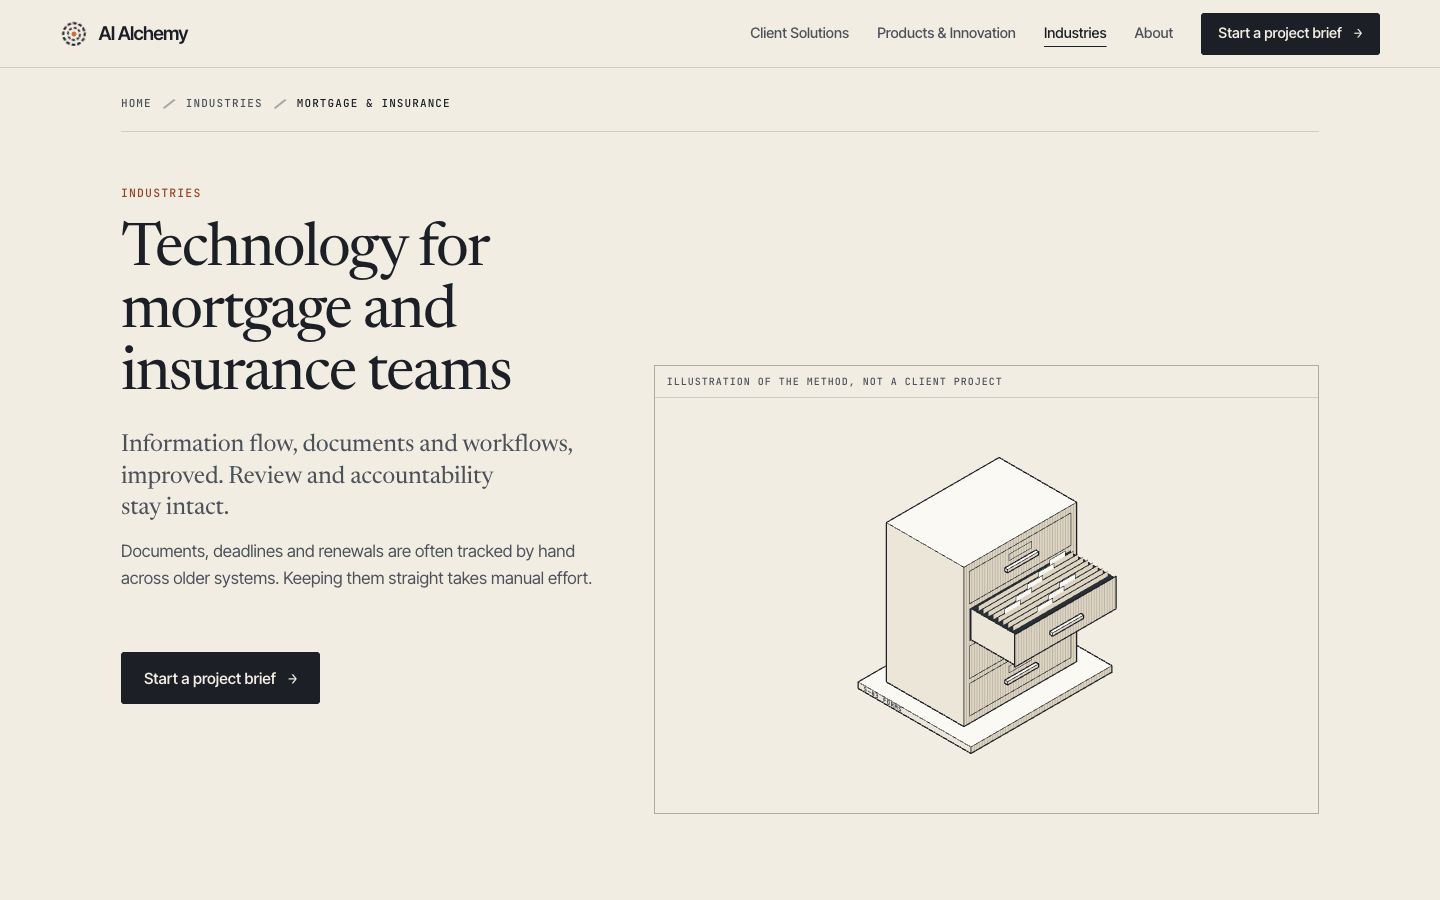 AI Alchemy
Client Solutions
Products & Innovation
Industries
About
Start a project brief →
HOME / INDUSTRIES / MORTGAGE & INSURANCE
INDUSTRIES
Technology for
mortgage and
insurance teams
Information flow, documents and workflows,
improved. Review and accountability
stay intact.
Documents, deadlines and renewals are often tracked by hand
across older systems. Keeping them straight takes manual effort.
Start a project brief →
ILLUSTRATION OF THE METHOD, NOT A CLIENT PROJECT